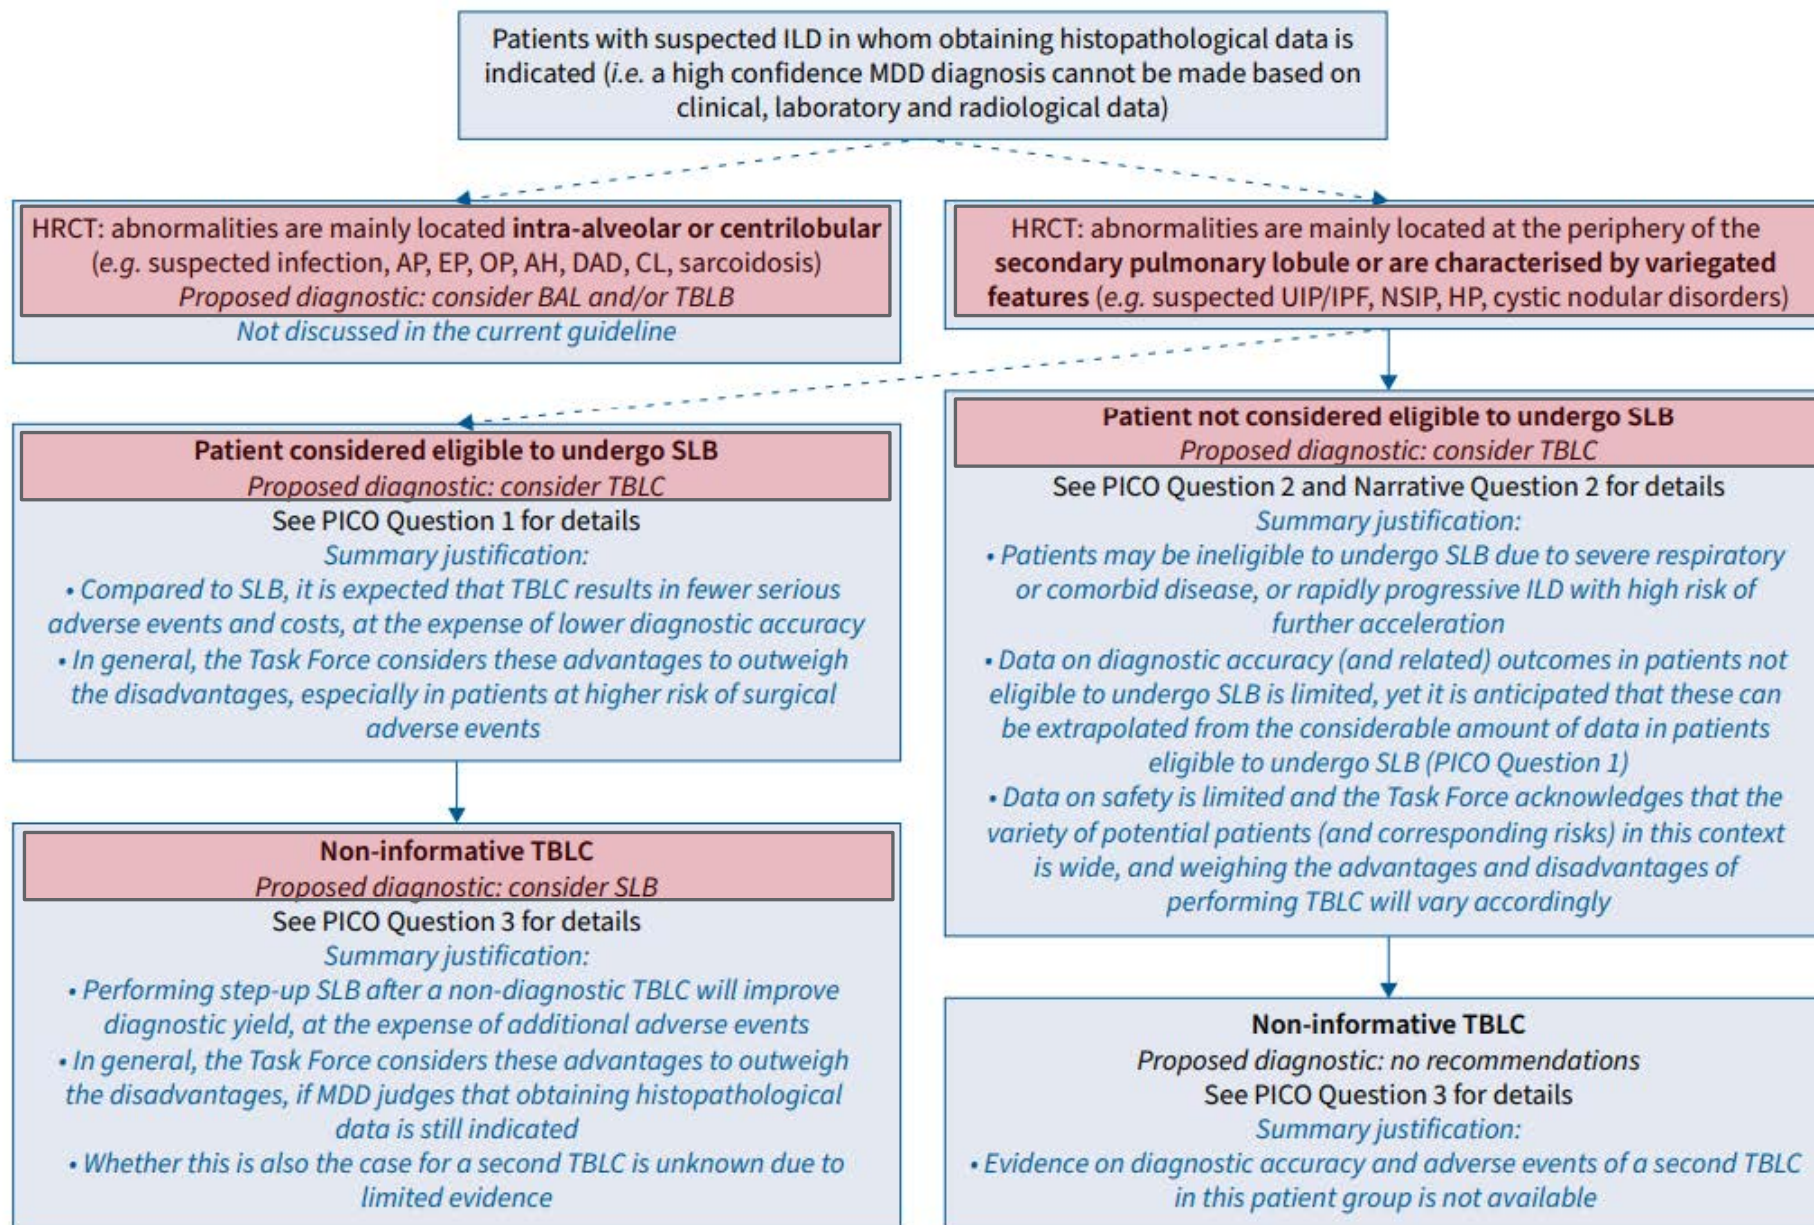 Patients with suspected ILD in whom obtaining histopathological data is
indicated (i.e. a high confidence MDD diagnosis cannot be made based on
clinical, laboratory and radiological data)
HRCT: abnormalities are mainly located intra-alveolar or centrilobular
(e.g. suspected infection, AP, EP, OP, AH, DAD, CL, sarcoidosis)
Proposed diagnostic: consider BAL and/or TBLB
Not discussed in the current guideline
HRCT: abnormalities are mainly located at the periphery of the
secondary pulmonary lobule or are characterised by variegated
features (e.g. suspected UIP/IPF, NSIP, HP, cystic nodular disorders)
Patient considered eligible to undergo SLB
Proposed diagnostic: consider TBLC
See PICO Question 1 for details
Summary justification:
• Compared to SLB, it is expected that TBLC results in fewer serious
adverse events and costs, at the expense of lower diagnostic accuracy
• In general, the Task Force considers these advantages to outweigh
the disadvantages, especially in patients at higher risk of surgical
adverse events
Patient not considered eligible to undergo SLB
Proposed diagnostic: consider TBLC
See PICO Question 2 and Narrative Question 2 for details
Summary justification:
• Patients may be ineligible to undergo SLB due to severe respiratory
or comorbid disease, or rapidly progressive ILD with high risk of
further acceleration
• Data on diagnostic accuracy (and related) outcomes in patients not
eligible to undergo SLB is limited, yet it is anticipated that these can
be extrapolated from the considerable amount of data in patients
eligible to undergo SLB (PICO Question 1)
• Data on safety is limited and the Task Force acknowledges that the
variety of potential patients (and corresponding risks) in this context
is wide, and weighing the advantages and disadvantages of
performing TBLC will vary accordingly
Non-informative TBLC
Proposed diagnostic: consider SLB
See PICO Question 3 for details
Summary justification:
• Performing step-up SLB after a non-diagnostic TBLC will improve
diagnostic yield, at the expense of additional adverse events
• In general, the Task Force considers these advantages to outweigh
the disadvantages, if MDD judges that obtaining histopathological
data is still indicated
• Whether this is also the case for a second TBLC is unknown due to
limited evidence
Non-informative TBLC
Proposed diagnostic: no recommendations
See PICO Question 3 for details
Summary justification:
• Evidence on diagnostic accuracy and adverse events of a second TBLC
in this patient group is not available